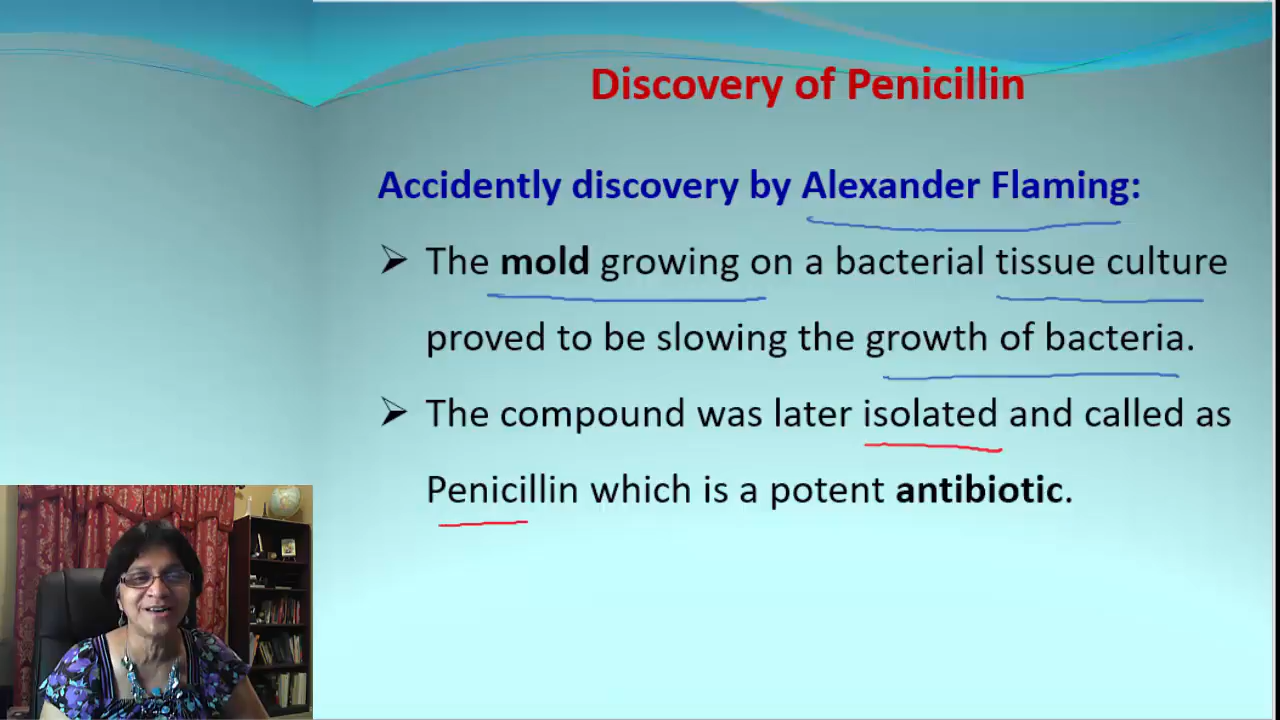 Discovery of Penicillin
Accidently discovery by Alexander Flaming:
The mold growing on a bacterial tissue culture
proved to be slowing the growth of bacteria.
The compound was later isolated and called as
Penicillin which is a potent antibiotic.